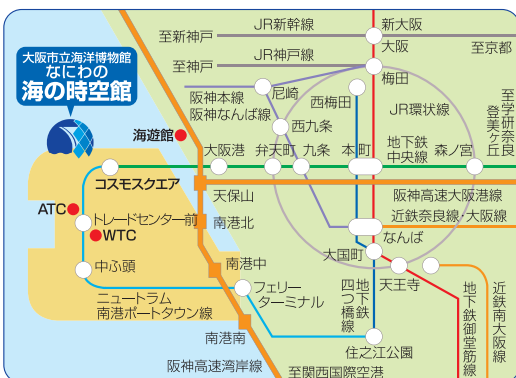 JR新幹線
新大阪
至新神戸
大阪
至京都
JR神戸線
至神戸
梅田
大阪市立海洋博物館
なにわの
海の時空館
阪神本線
阪神なんば線
尼崎
西梅田
JR環状線
至学研奈良登美ヶ丘
西九条
海遊館
大阪港
弁天町
九条
本町
地下鉄
中央線
森ノ宮
コスモスクエア
天保山
阪神高速大阪港線
ATC
トレードセンター前
WTC
南港北
近鉄奈良線・大阪線
なんば
大国町
中ふ頭
南港中
天王寺
フェリー
ターミナル
地下鉄四つ橋線
地下鉄御堂筋線
近鉄南大阪線
ニュートラム
南港ポートタウン線
南港南
住之江公園
阪神高速湾岸線
至関西国際空港